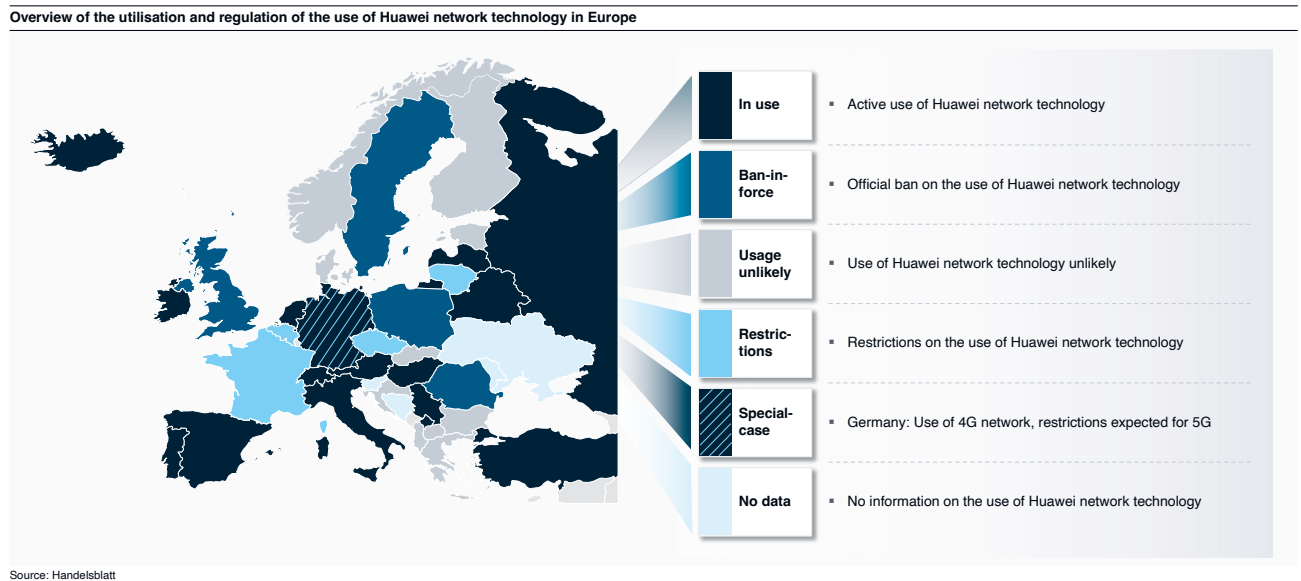 Overview of the utilisation and regulation of the use of Huawei network technology in Europe
In use
▪ Active use of Huawei network technology
Ban-in-
force
▪ Official ban on the use of Huawei network technology
Usage
unlikely
▪ Use of Huawei network technology unlikely
Restric-
tions
▪ Restrictions on the use of Huawei network technology
Special-
case
▪ Germany: Use of 4G network, restrictions expected for 5G
No data
▪ No information on the use of Huawei network technology
Source: Handelsblatt